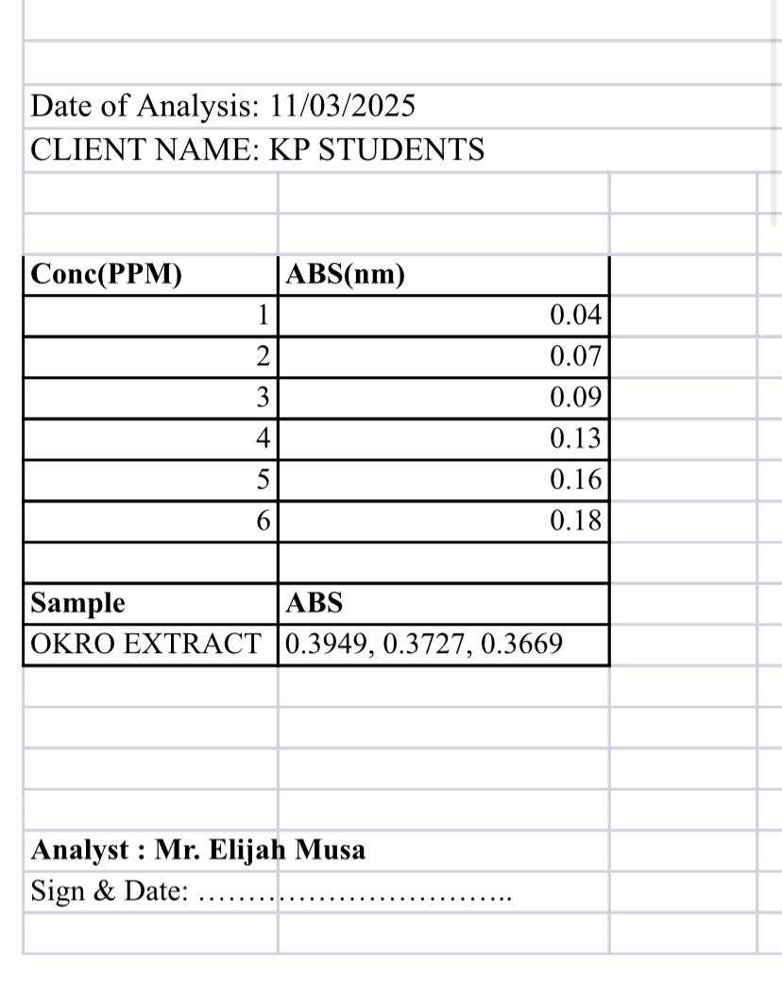 Date of Analysis: 11/03/2025
CLIENT NAME: KP STUDENTS
Conc(PPM) ABS(nm)
1 0.04
2 0.07
3 0.09
4 0.13
5 0.16
6 0.18
Sample ABS
OKRO EXTRACT 0.3949, 0.3727, 0.3669
Analyst : Mr. Elijah Musa
Sign & Date: ……………………………..